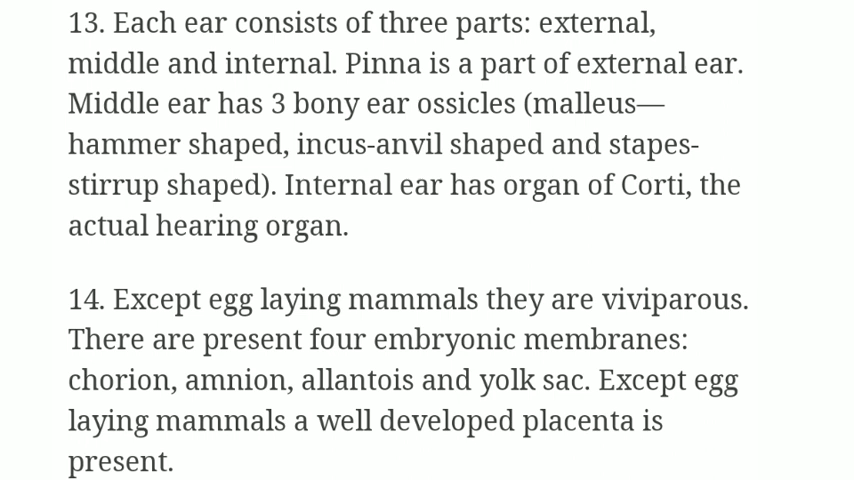 13. Each ear consists of three parts: external,
middle and internal. Pinna is a part of external ear.
Middle ear has 3 bony ear ossicles (malleus—
hammer shaped, incus-anvil shaped and stapes-
stirrup shaped). Internal ear has organ of Corti, the
actual hearing organ.
14. Except egg laying mammals they are viviparous.
There are present four embryonic membranes:
chorion, amnion, allantois and yolk sac. Except egg
laying mammals a well developed placenta is
present.